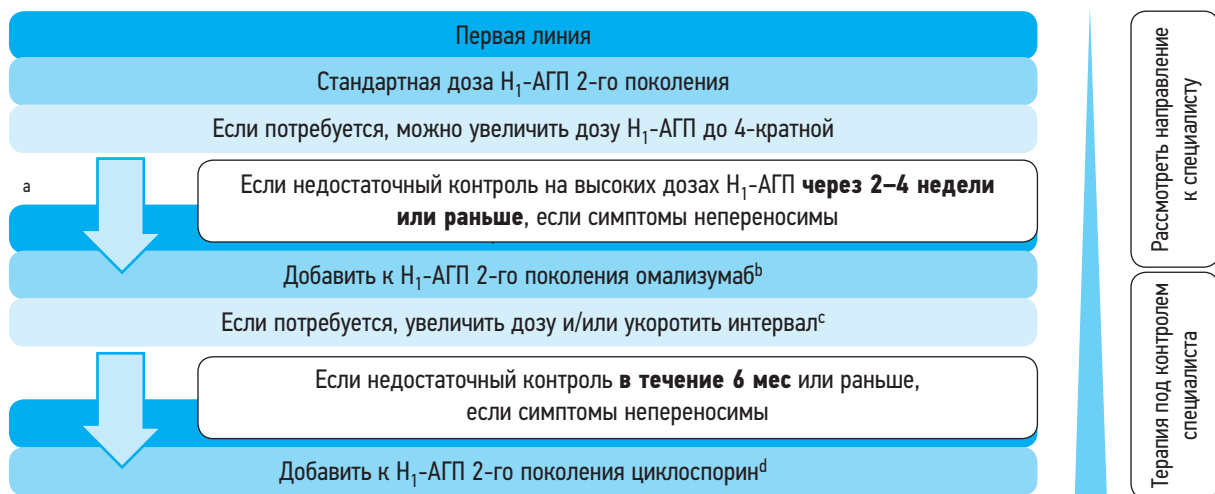 Первая линия
Стандартная доза H₁-АГП 2-го поколения
Если потребуется, можно увеличить дозу H₁-АГП до 4-кратной
a
Если недостаточный контроль на высоких дозах H₁-АГП через 2–4 недели
или раньше, если симптомы непереносимы
Добавить к H₁-АГП 2-го поколения омализумабᵇ
Если потребуется, увеличить дозу и/или укоротить интервалᶜ
Если недостаточный контроль в течение 6 мес или раньше,
если симптомы непереносимы
Добавить к H₁-АГП 2-го поколения циклоспоринᵈ
Рассмотреть направление
к специалисту
Терапия под контролем
специалиста